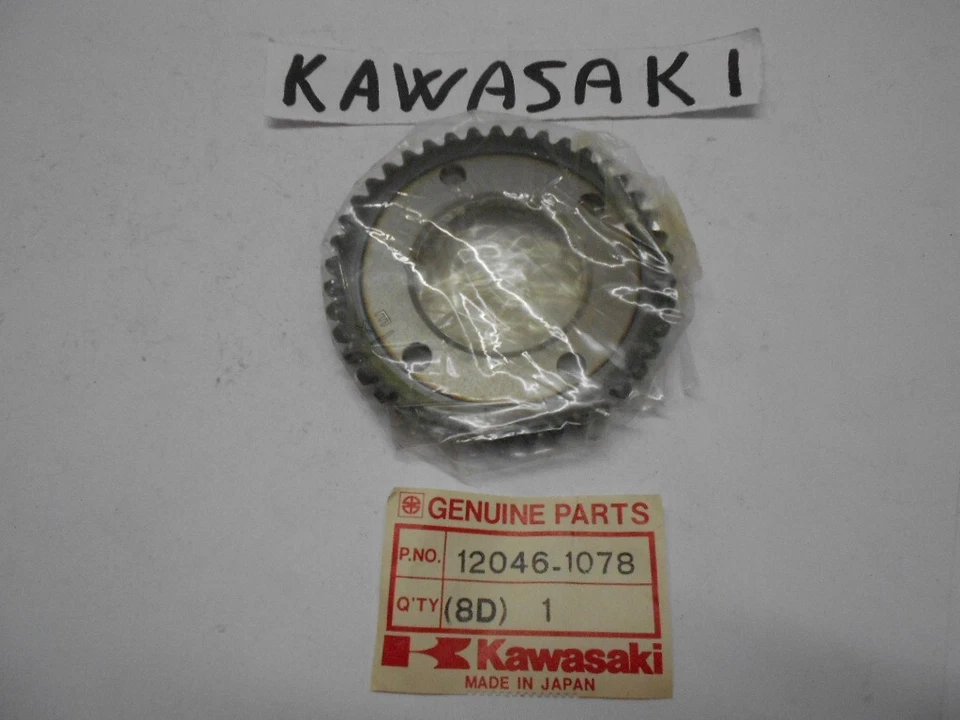 KAWASAKI
GENUINE PARTS
P.NO. 12046-1078
Q'TY (8D) 1
Kawasaki
MADE IN JAPAN